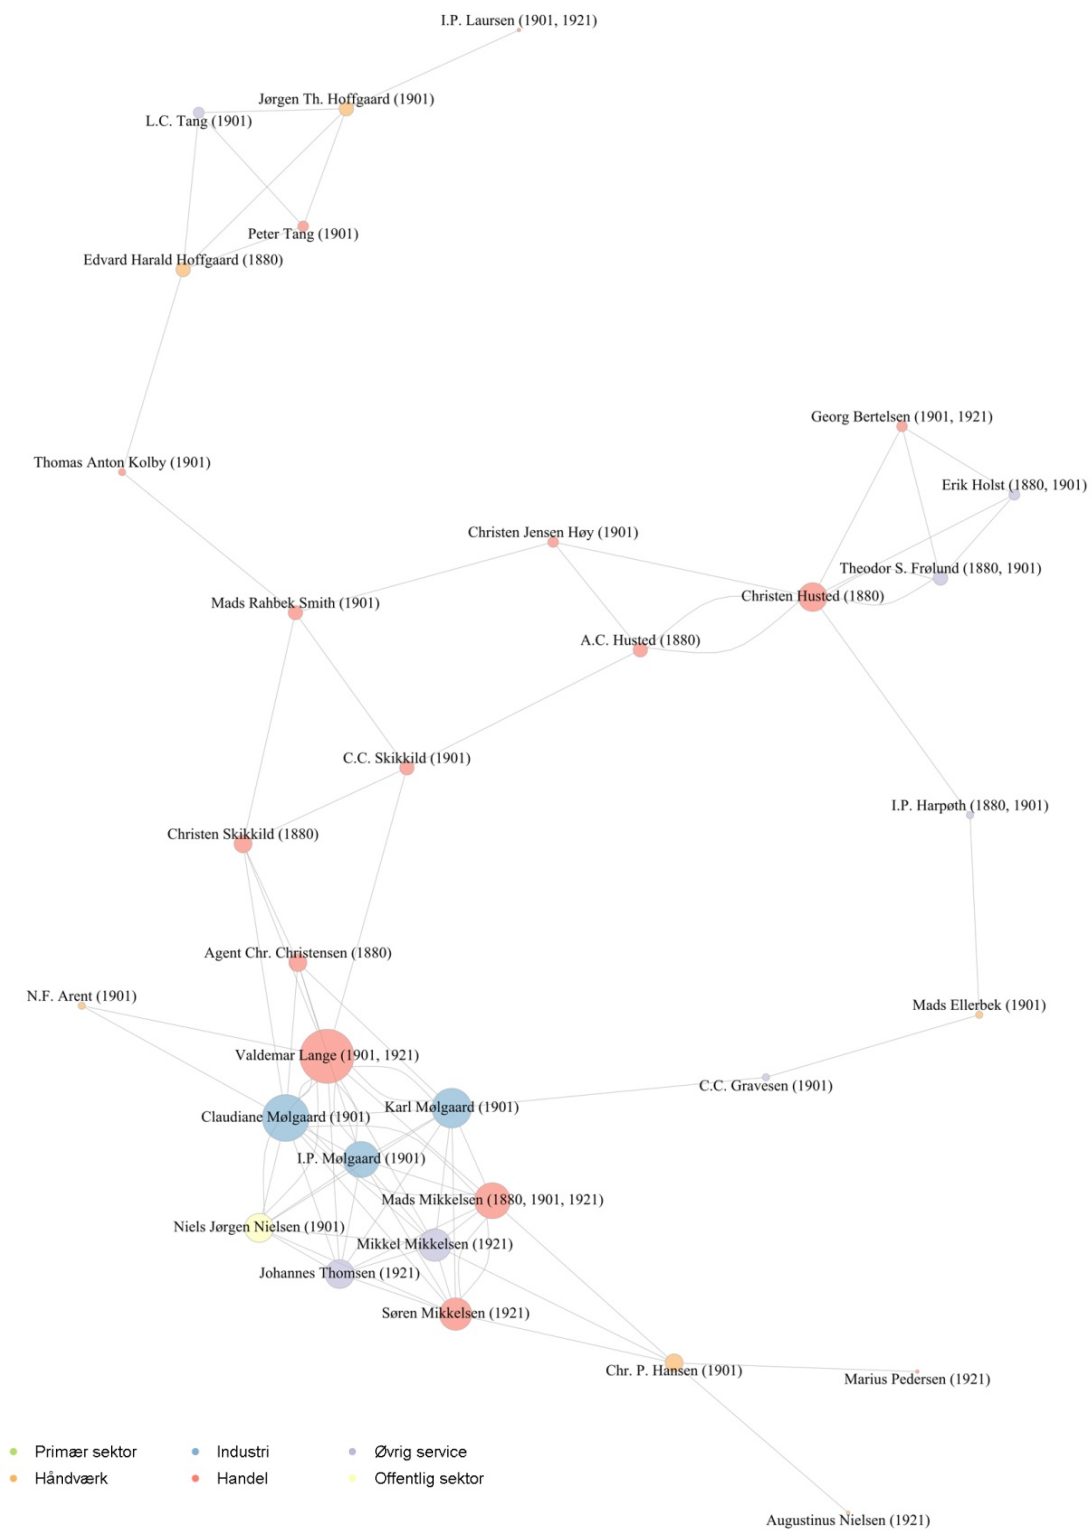 I.P. Laursen (1901, 1921)
Jørgen Th. Hoffgaard (1901)
L.C. Tang (1901)
Peter Tang (1901)
Edvard Harald Hoffgaard (1880)
Georg Bertelsen (1901, 1921)
Thomas Anton Kolby (1901)
Erik Holst (1880, 1901)
Christen Jensen Høy (1901)
Theodor S. Frølund (1880, 1901)
Christen Husted (1880)
Mads Rahbek Smith (1901)
A.C. Husted (1880)
C.C. Skikkild (1901)
I.P. Harpøth (1880, 1901)
Christen Skikkild (1880)
Agent Chr. Christensen (1880)
N.F. Arent (1901)
Mads Ellerbek (1901)
Valdemar Lange (1901, 1921)
C.C. Gravesen (1901)
Karl Mølgaard (1901)
Claudiane Mølgaard (1901)
I.P. Mølgaard (1901)
Mads Mikkelsen (1880, 1901, 1921)
Niels Jørgen Nielsen (1901)
Mikkel Mikkelsen (1921)
Johannes Thomsen (1921)
Søren Mikkelsen (1921)
Chr. P. Hansen (1901)
Marius Pedersen (1921)
Primær sektor Industri Øvrig service
Håndværk Handel Offentlig sektor
Augustinus Nielsen (1921)